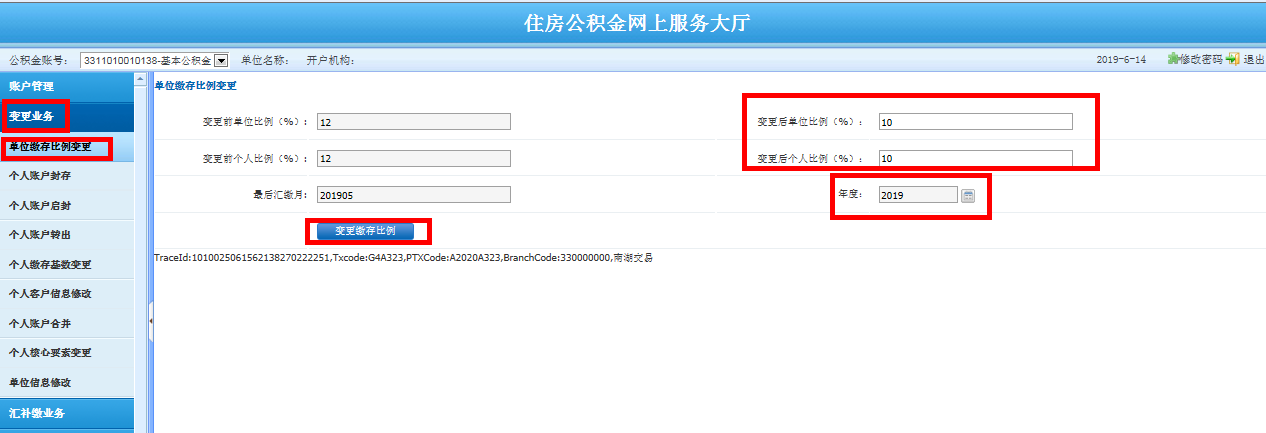 住房公积金网上服务大厅
公积金账号： 3311010010138-基本公积金 单位名称： 开户机构： 2019-6-14 修改密码 退出
账户管理
变更业务
单位缴存比例变更
个人账户封存
个人账户启封
个人账户转出
个人缴存基数变更
个人客户信息修改
个人账户合并
个人核心要素变更
单位信息修改
汇补缴业务
单位缴存比例变更
变更前单位比例（%）： 12 变更后单位比例（%）： 10
变更前个人比例（%）： 12 变更后个人比例（%）： 10
最后汇缴月： 201905 年度： 2019
变更缴存比例
TraceId:1010025061562138270222251,Txcode:G4A323,PTXCode:A2020A323,BranchCode:330000000,南湖交易